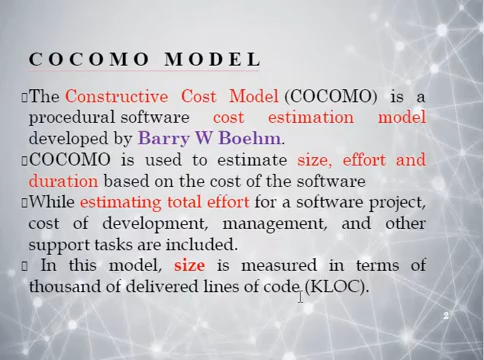 COCOMO MODEL
The Constructive Cost Model (COCOMO) is a
procedural software cost estimation model
developed by Barry W Boehm.
COCOMO is used to estimate size, effort and
duration based on the cost of the software
While estimating total effort for a software project,
cost of development, management, and other
support tasks are included.
In this model, size is measured in terms of
thousand of delivered lines of code (KLOC).
2